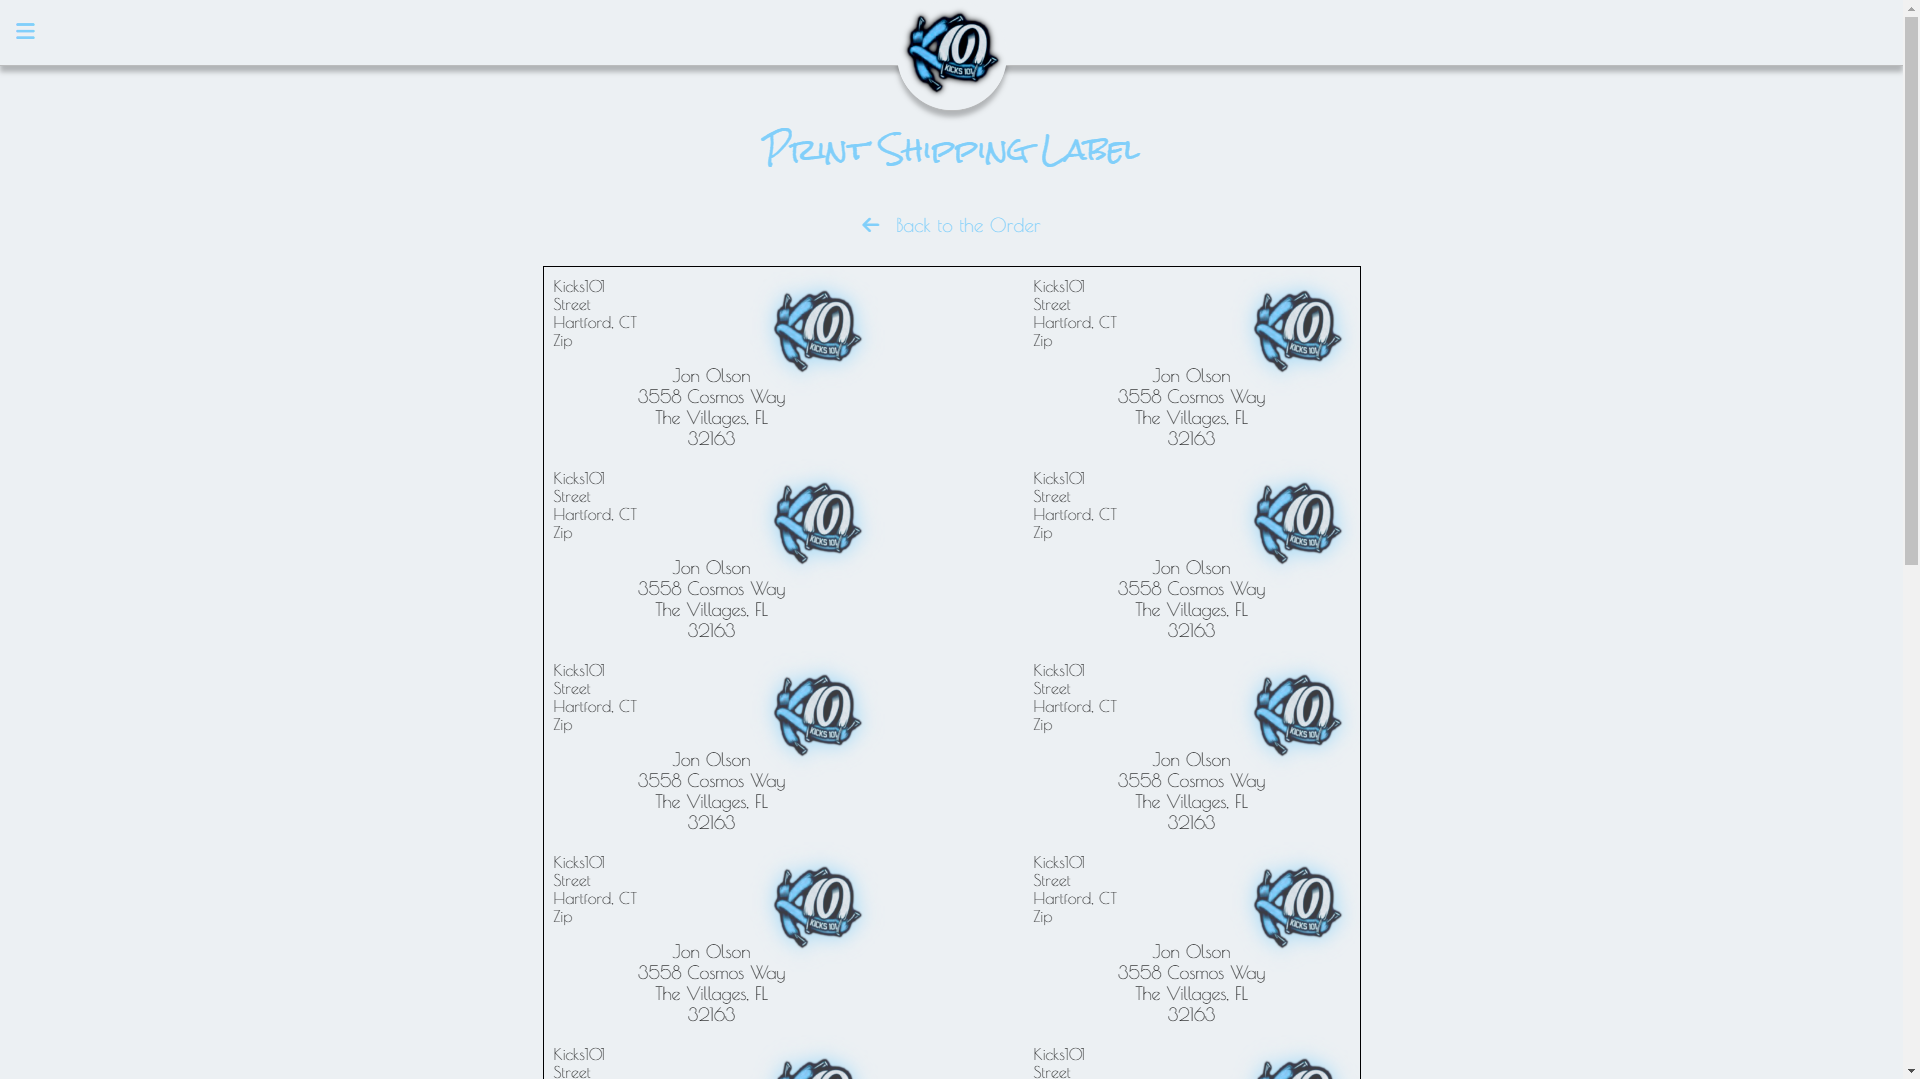 KICKS 101
Print Shipping Label
Back to the Order
Kicks101
Street
Hartford, CT
Zip
KICKS 101
Jon Olson
3558 Cosmos Way
The Villages, FL
32163
Kicks101
Street
Hartford, CT
Zip
KICKS 101
Jon Olson
3558 Cosmos Way
The Villages, FL
32163
Kicks101
Street
Hartford, CT
Zip
KICKS 101
Jon Olson
3558 Cosmos Way
The Villages, FL
32163
Kicks101
Street
Hartford, CT
Zip
KICKS 101
Jon Olson
3558 Cosmos Way
The Villages, FL
32163
Kicks101
Street
Hartford, CT
Zip
KICKS 101
Jon Olson
3558 Cosmos Way
The Villages, FL
32163
Kicks101
Street
Hartford, CT
Zip
KICKS 101
Jon Olson
3558 Cosmos Way
The Villages, FL
32163
Kicks101
Street
Hartford, CT
Zip
KICKS 101
Jon Olson
3558 Cosmos Way
The Villages, FL
32163
Kicks101
Street
Hartford, CT
Zip
KICKS 101
Jon Olson
3558 Cosmos Way
The Villages, FL
32163
Kicks101
Street
Kicks101
Street